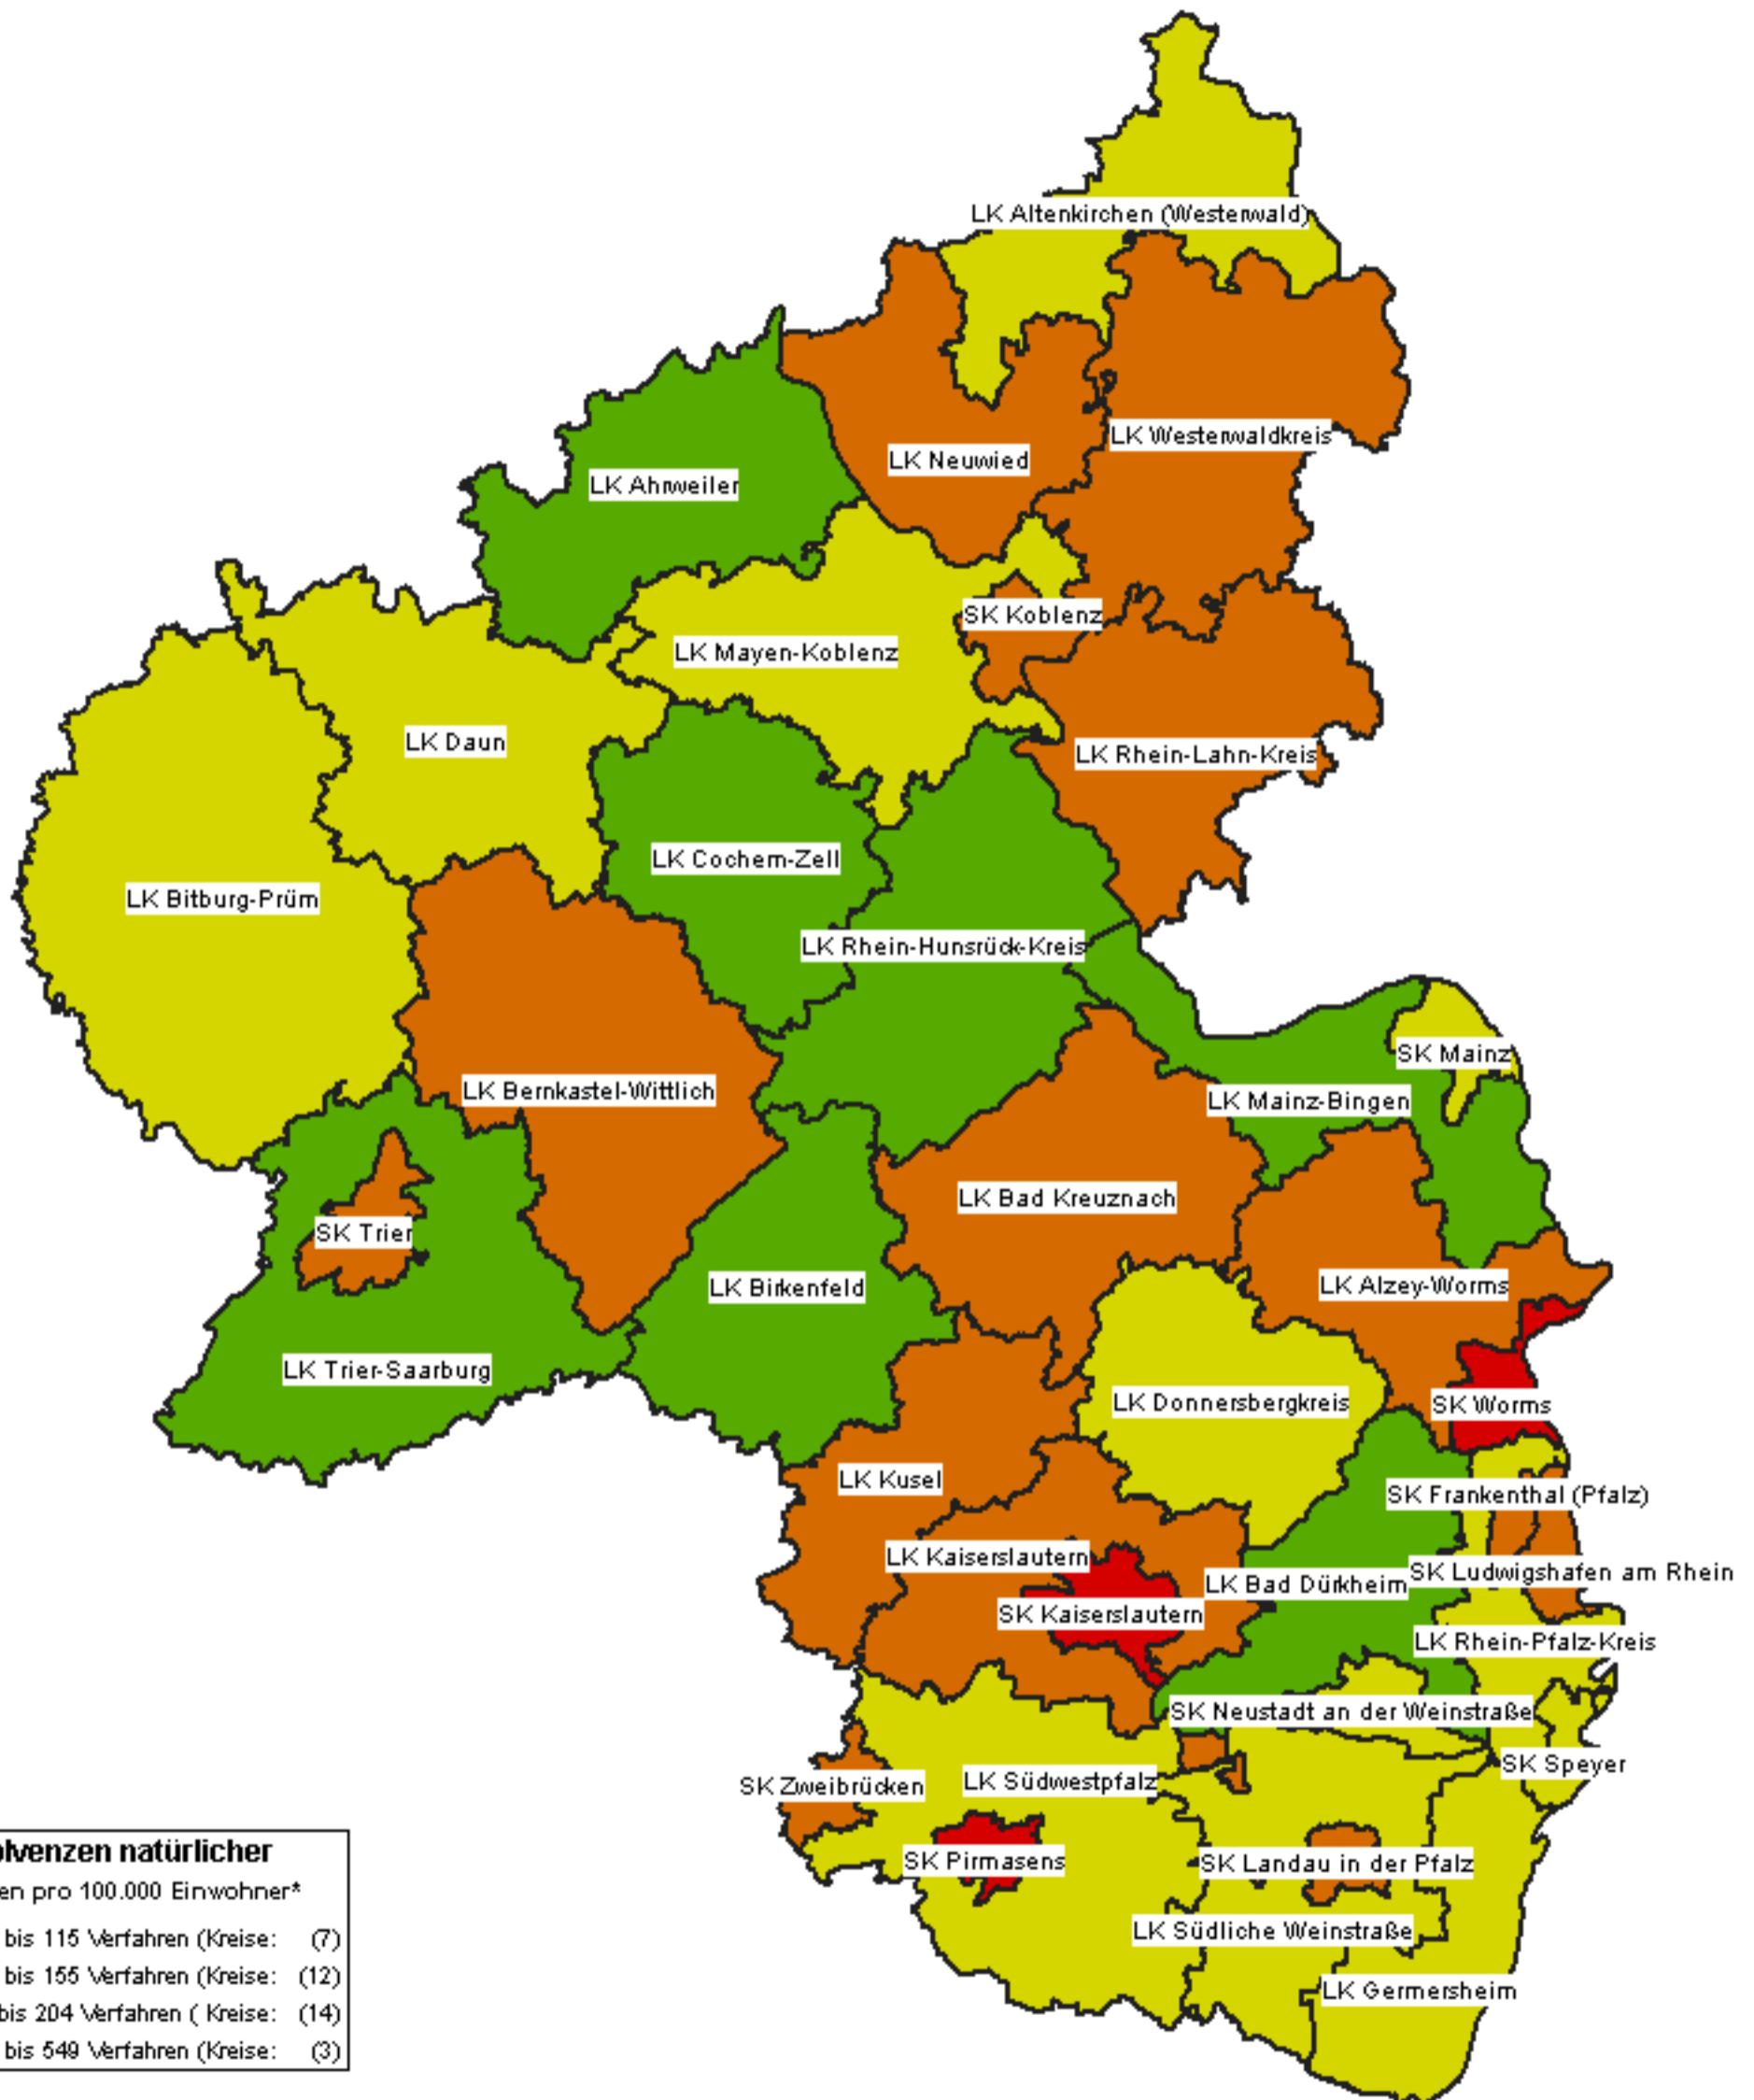 LK Altenkirchen (Westerwald)
LK Westerwaldkreis
LK Neuwied
LK Ahrweiler
SK Koblenz
LK Mayen-Koblenz
LK Daun
LK Rhein-Lahn-Kreis
LK Cochem-Zell
LK Bitburg-Prüm
LK Rhein-Hunsrück-Kreis
SK Mainz
LK Bernkastel-Wittlich
LK Mainz-Bingen
LK Bad Kreuznach
SK Trier
LK Birkenfeld
LK Alzey-Worms
LK Trier-Saarburg
LK Donnersbergkreis
SK Worms
LK Kusel
SK Frankenthal (Pfalz)
LK Kaiserslautern
SK Ludwigshafen am Rhein
LK Bad Dürkheim
SK Kaiserslautern
LK Rhein-Pfalz-Kreis
SK Neustadt an der Weinstraße
SK Speyer
LK Südwestpfalz
SK Zweibrücken
SK Pirmasens
SK Landau in der Pfalz
LK Südliche Weinstraße
LK Germersheim
olvenzen natürlicher
en pro 100.000 Einwohner*
bis 115 Verfahren (Kreise: (7)
bis 155 Verfahren (Kreise: (12)
bis 204 Verfahren ( Kreise: (14)
bis 549 Verfahren (Kreise: (3)